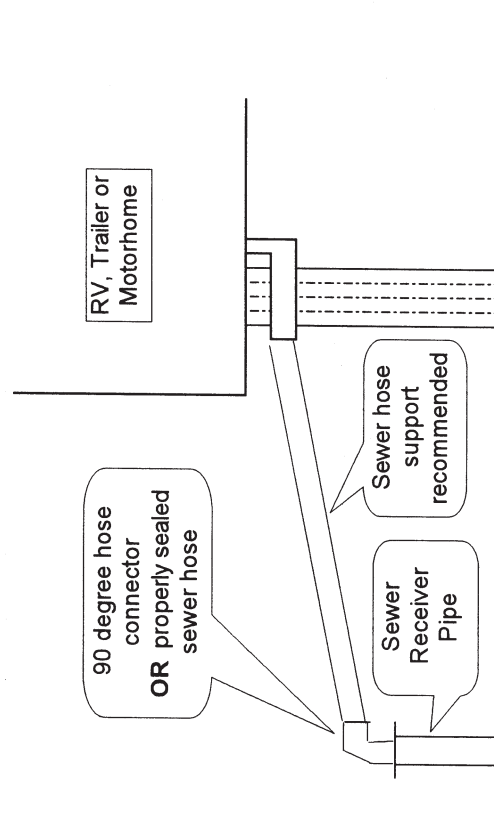 RV, Trailer or
Motorhome
90 degree hose
connector
OR properly sealed
sewer hose
Sewer hose
support
recommended
Sewer
Receiver
Pipe